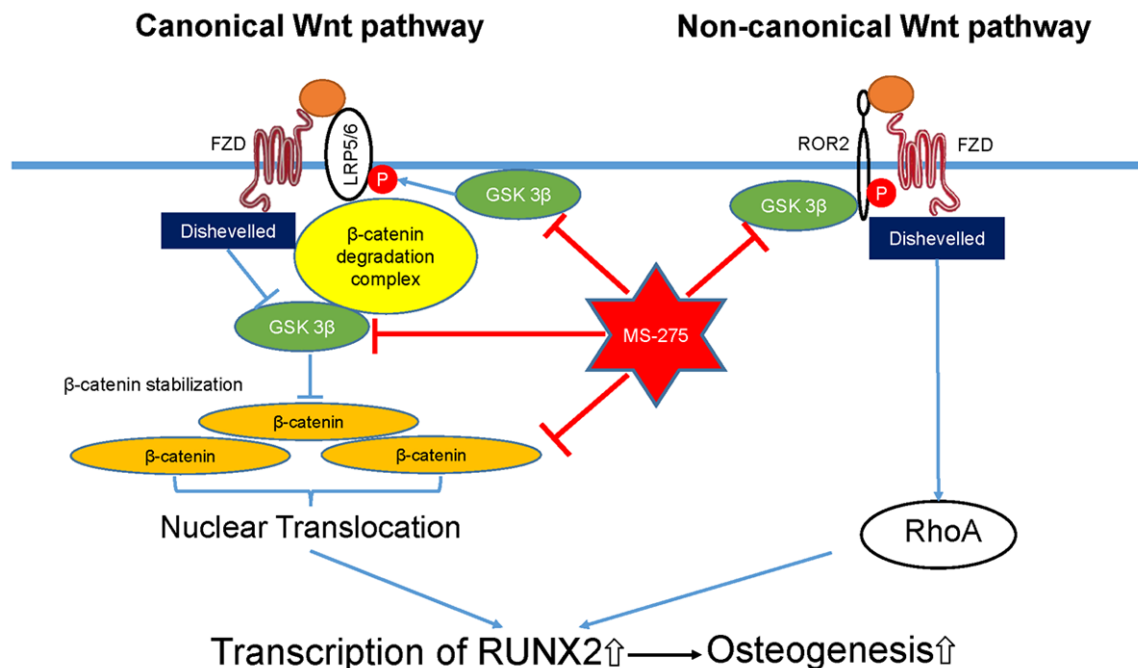 Canonical Wnt pathway
Non-canonical Wnt pathway
FZD
LRP5/6
P
GSK 3β
Dishevelled
β-catenin
degradation
complex
GSK 3β
β-catenin stabilization
β-catenin
β-catenin
β-catenin
Nuclear Translocation
MS-275
ROR2
FZD
GSK 3β
P
Dishevelled
RhoA
Transcription of RUNX2⇧ → Osteogenesis⇧